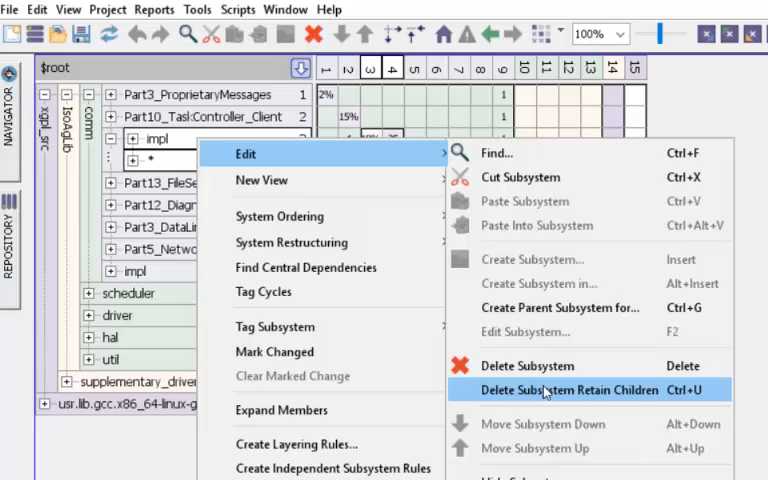 File Edit View Project Reports Tools Scripts Window Help
100%
$root
1 2 3 4 5 6 7 8 9 10 11 12 13 14 15
NAVIGATOR
REPOSITORY
xgpl_src
IsoAgLib
comm
Part3_ProprietaryMessages 1 2% 1
Part10_TaskController_Client 2 15% 1
impl
*
Part13_FileSe
Part12_Diagn
Part3_DataLin
Part5_Netwo
impl
scheduler
driver
hal
util
supplementary_driver
usr.lib.gcc.x86_64-linux-g
Edit
New View
System Ordering
System Restructuring
Find Central Dependencies
Tag Cycles
Tag Subsystem
Mark Changed
Clear Marked Change
Expand Members
Create Layering Rules...
Create Independent Subsystem Rules
Find... Ctrl+F
Cut Subsystem Ctrl+X
Paste Subsystem Ctrl+V
Paste Into Subsystem Ctrl+Alt+V
Create Subsystem... Insert
Create Subsystem in... Alt+Insert
Create Parent Subsystem for... Ctrl+G
Edit Subsystem... F2
Delete Subsystem Delete
Delete Subsystem Retain Children Ctrl+U
Move Subsystem Down Alt+Down
Move Subsystem Up Alt+Up